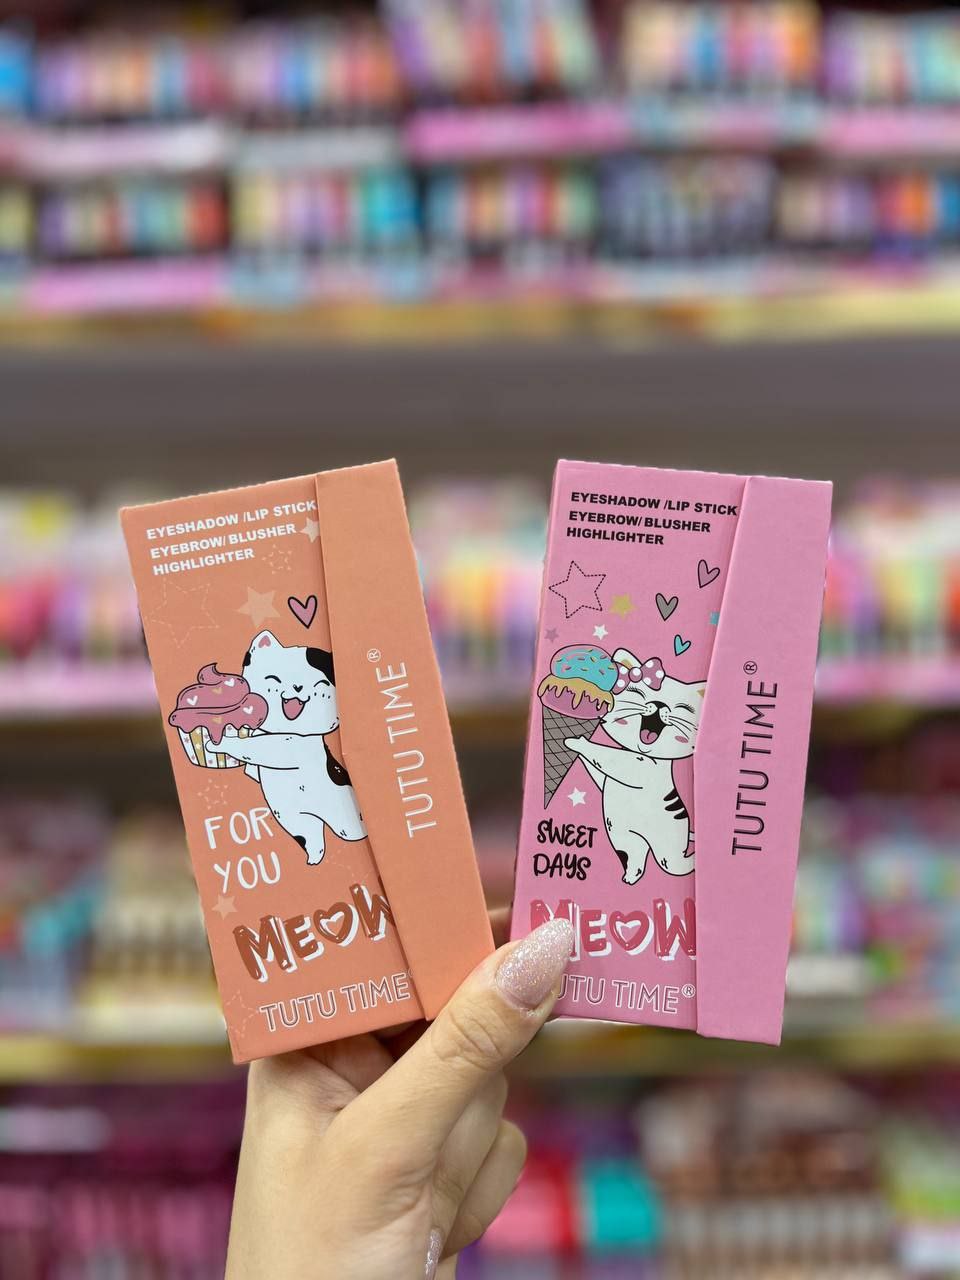 EYESHADOW /LIP STICK
EYEBROW/ BLUSHER
HIGHLIGHTER
FOR
YOU
MEOW
TUTU TIME
TUTU TIME®
EYESHADOW /LIP STICK
EYEBROW/ BLUSHER
HIGHLIGHTER
SWEET
DAYS
MEOW
TUTU TIME®
TUTU TIME®